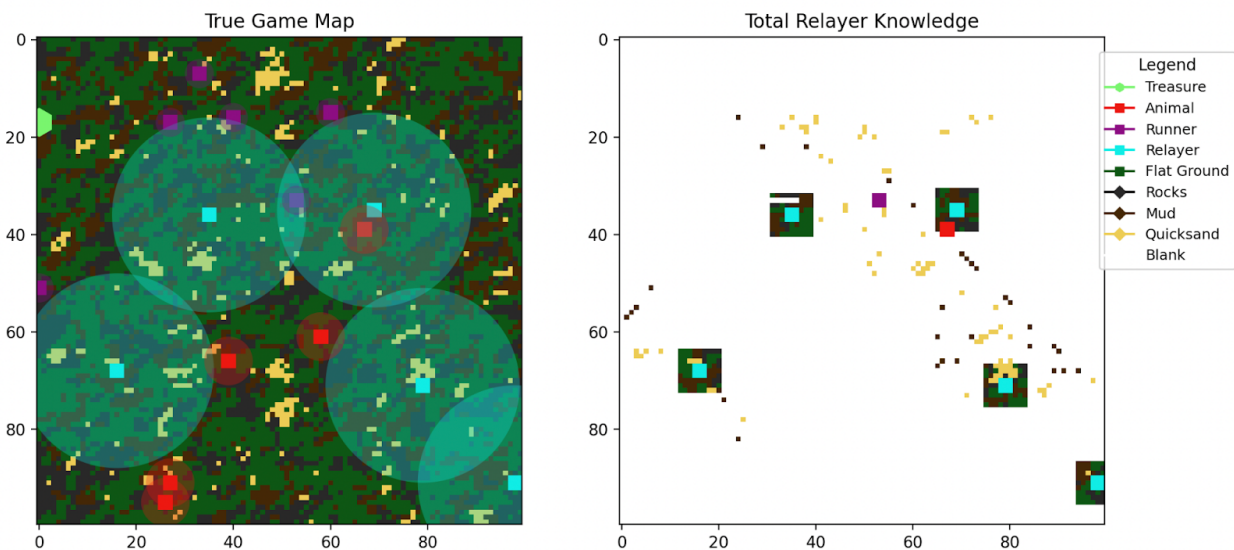 True Game Map
Total Relayer Knowledge
0
20
40
60
80
0
20
40
60
80
0
20
40
60
80
0
20
40
60
80
Legend
Treasure
Animal
Runner
Relayer
Flat Ground
Rocks
Mud
Quicksand
Blank